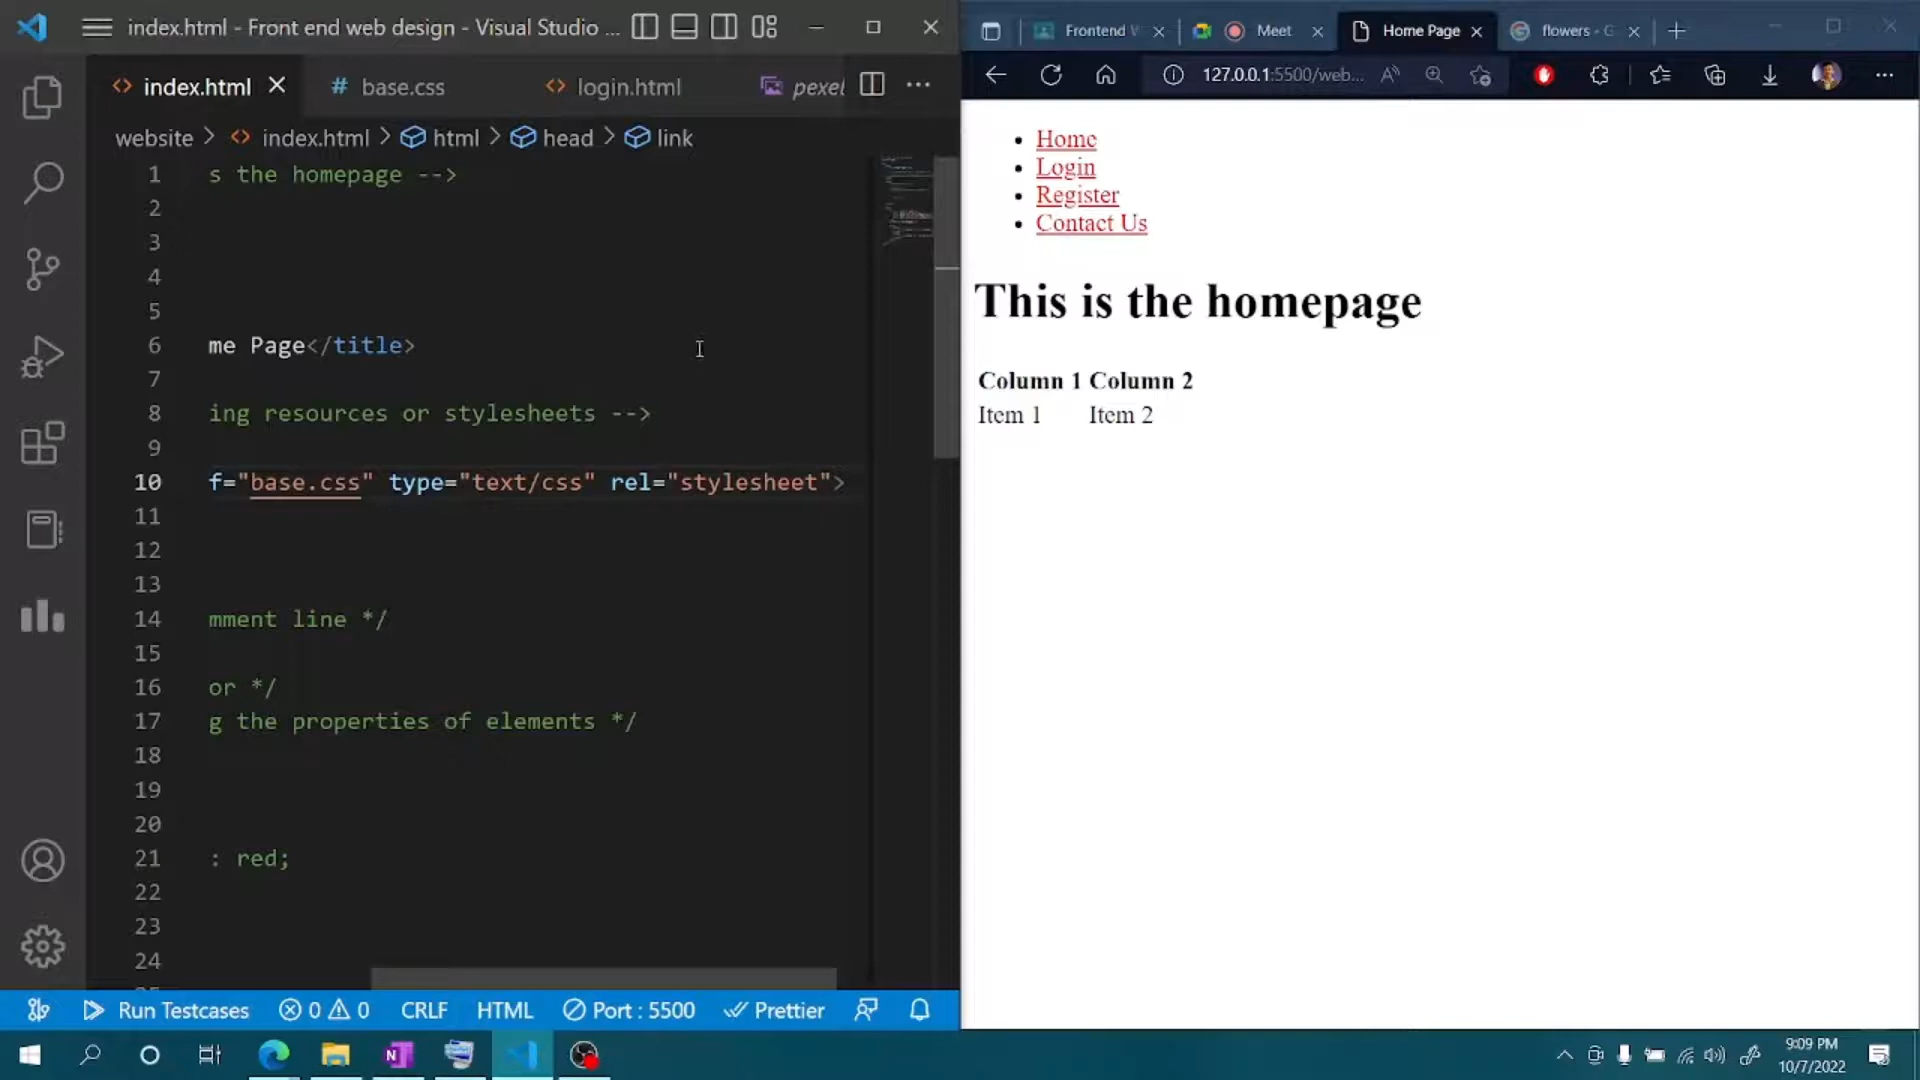 index.html - Front end web design - Visual Studio ...
index.html
# base.css
login.html
pexel
website > index.html > html > head > link
1 s the homepage -->
2
3
4
5
6 me Page</title>
7
8 ing resources or stylesheets -->
9
10 f="base.css" type="text/css" rel="stylesheet">
11
12
13
14 mment line */
15
16 or */
17 g the properties of elements */
18
19
20
21 : red;
22
23
24
Run Testcases 0 0 CRLF HTML Port : 5500 Prettier
Frontend
Meet
Home Page
flowers - G
127.0.0.1:5500/web...
• Home
• Login
• Register
• Contact Us
This is the homepage
Column 1 Column 2
Item 1 Item 2
9:09 PM
10/7/2022